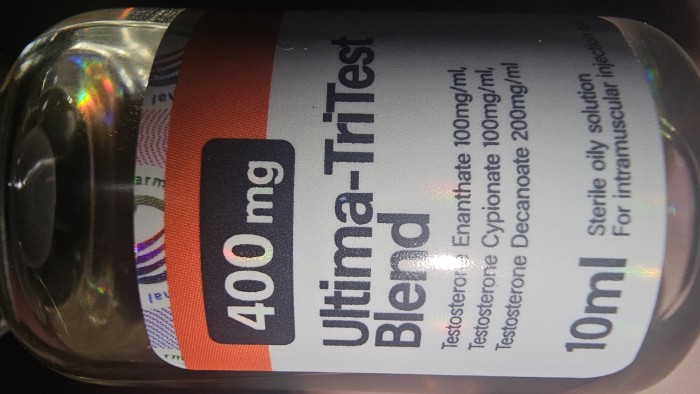 400 mg
Ultima-TriTest
Blend
Testosterone Enanthate 100mg/ml,
Testosterone Cypionate 100mg/ml,
Testosterone Decanoate 200mg/ml
10ml
Sterile oily solution
For intramuscular injection